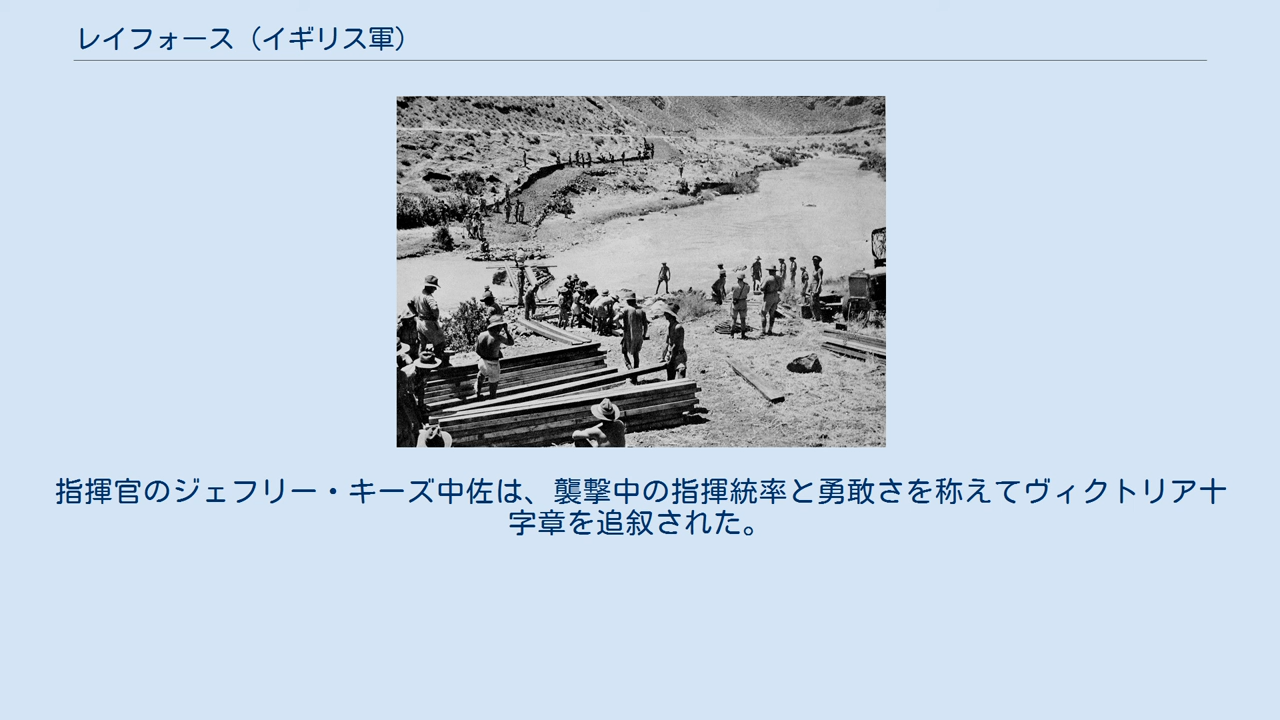 レイフォース（イギリス軍）
指揮官のジェフリー・キーズ中佐は、襲撃中の指揮統率と勇敢さを称えてヴィクトリア十
字章を追叙された。